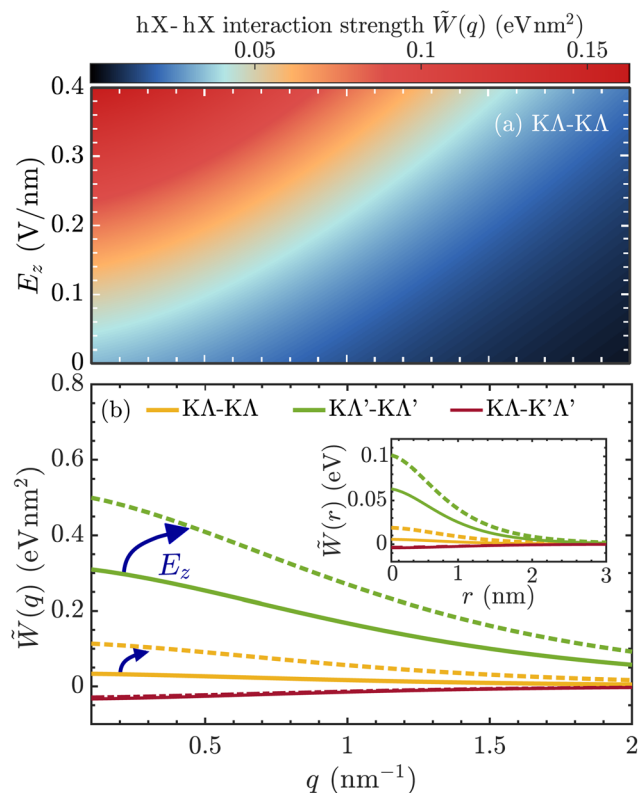 hX- hX interaction strength W̃(q) (eVnm²)
0.05 0.1 0.15
(a) KΛ-KΛ
0.4
0.3
0.2
0.1
0
E_z (V/nm)
0.8
0.6
0.4
0.2
0
W̃(q) (eVnm²)
(b) KΛ-KΛ KΛ'-KΛ' KΛ-K'Λ'
E_z
0.1
0.05
0
W̃(r) (eV)
0 1 2 3
r (nm)
0.5 1 1.5 2
q (nm⁻¹)